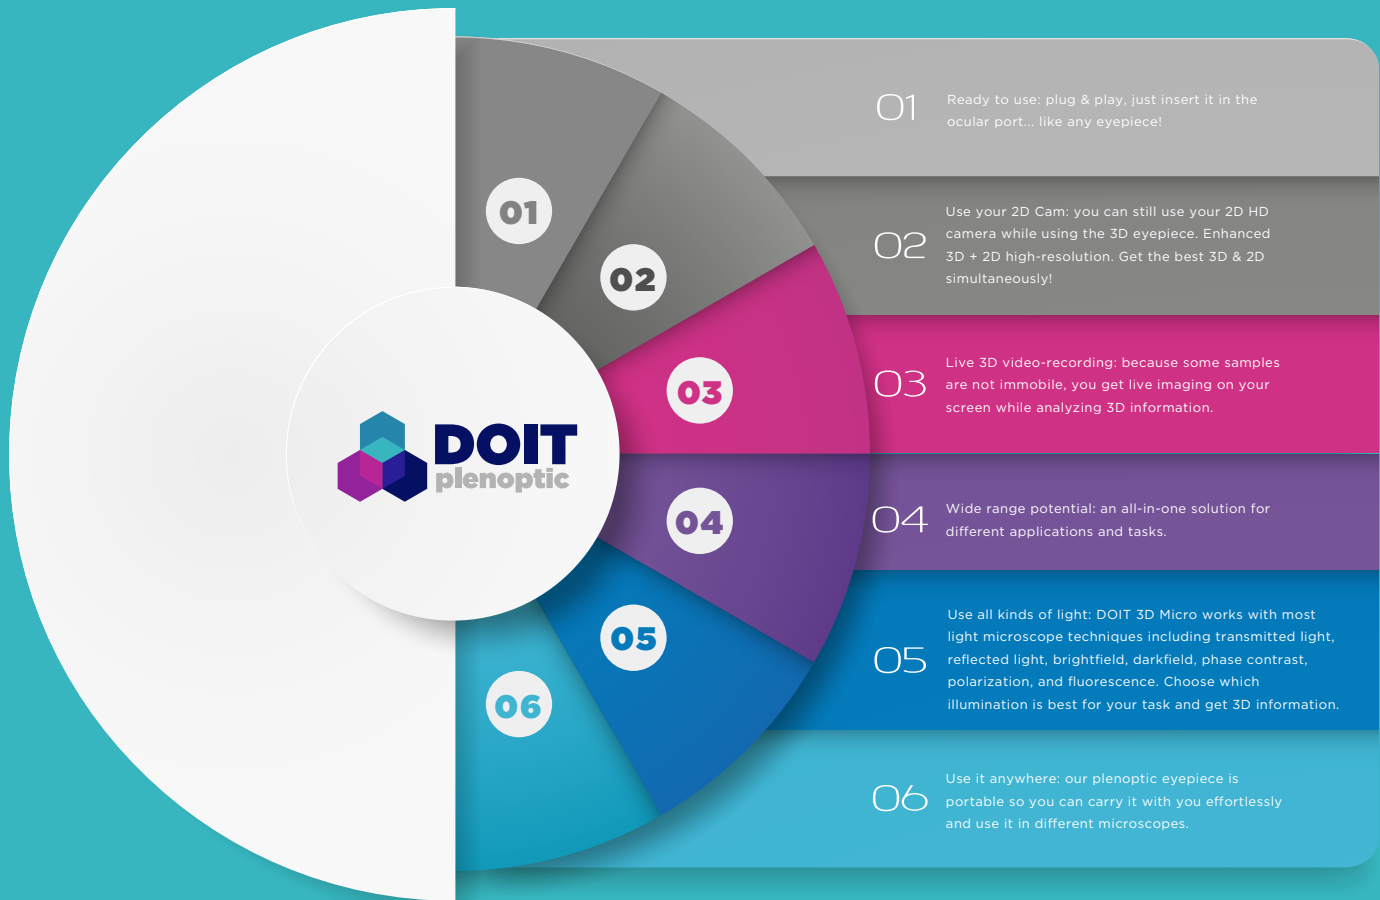 01
Ready to use: plug & play, just insert it in the
ocular port... like any eyepiece!
01
02
Use your 2D Cam: you can still use your 2D HD
camera while using the 3D eyepiece. Enhanced
3D + 2D high-resolution. Get the best 3D & 2D
simultaneously!
02
03
Live 3D video-recording: because some samples
are not immobile, you get live imaging on your
screen while analyzing 3D information.
03
DOIT
plenoptic
04
Wide range potential: an all-in-one solution for
different applications and tasks.
04
05
Use all kinds of light: DOIT 3D Micro works with most
light microscope techniques including transmitted light,
reflected light, brightfield, darkfield, phase contrast,
polarization, and fluorescence. Choose which
illumination is best for your task and get 3D information.
05
06
06
Use it anywhere: our plenoptic eyepiece is
portable so you can carry it with you effortlessly
and use it in different microscopes.